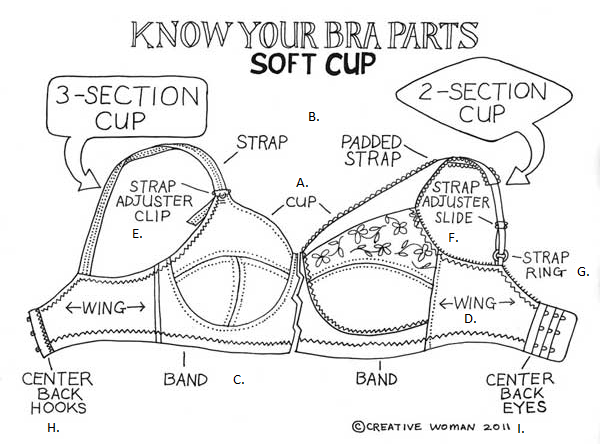 KNOW YOUR BRA PARTS
SOFT CUP
3-SECTION
CUP
2-SECTION
CUP
B.
STRAP
PADDED
STRAP
A.
CUP
STRAP
ADJUSTER
CLIP
E.
STRAP
ADJUSTER
SLIDE
F.
STRAP
RING
G.
WING
WING
D.
CENTER
BACK
HOOKS
H.
BAND
C.
BAND
CENTER
BACK
EYES
I.
©CREATIVE WOMAN 2011